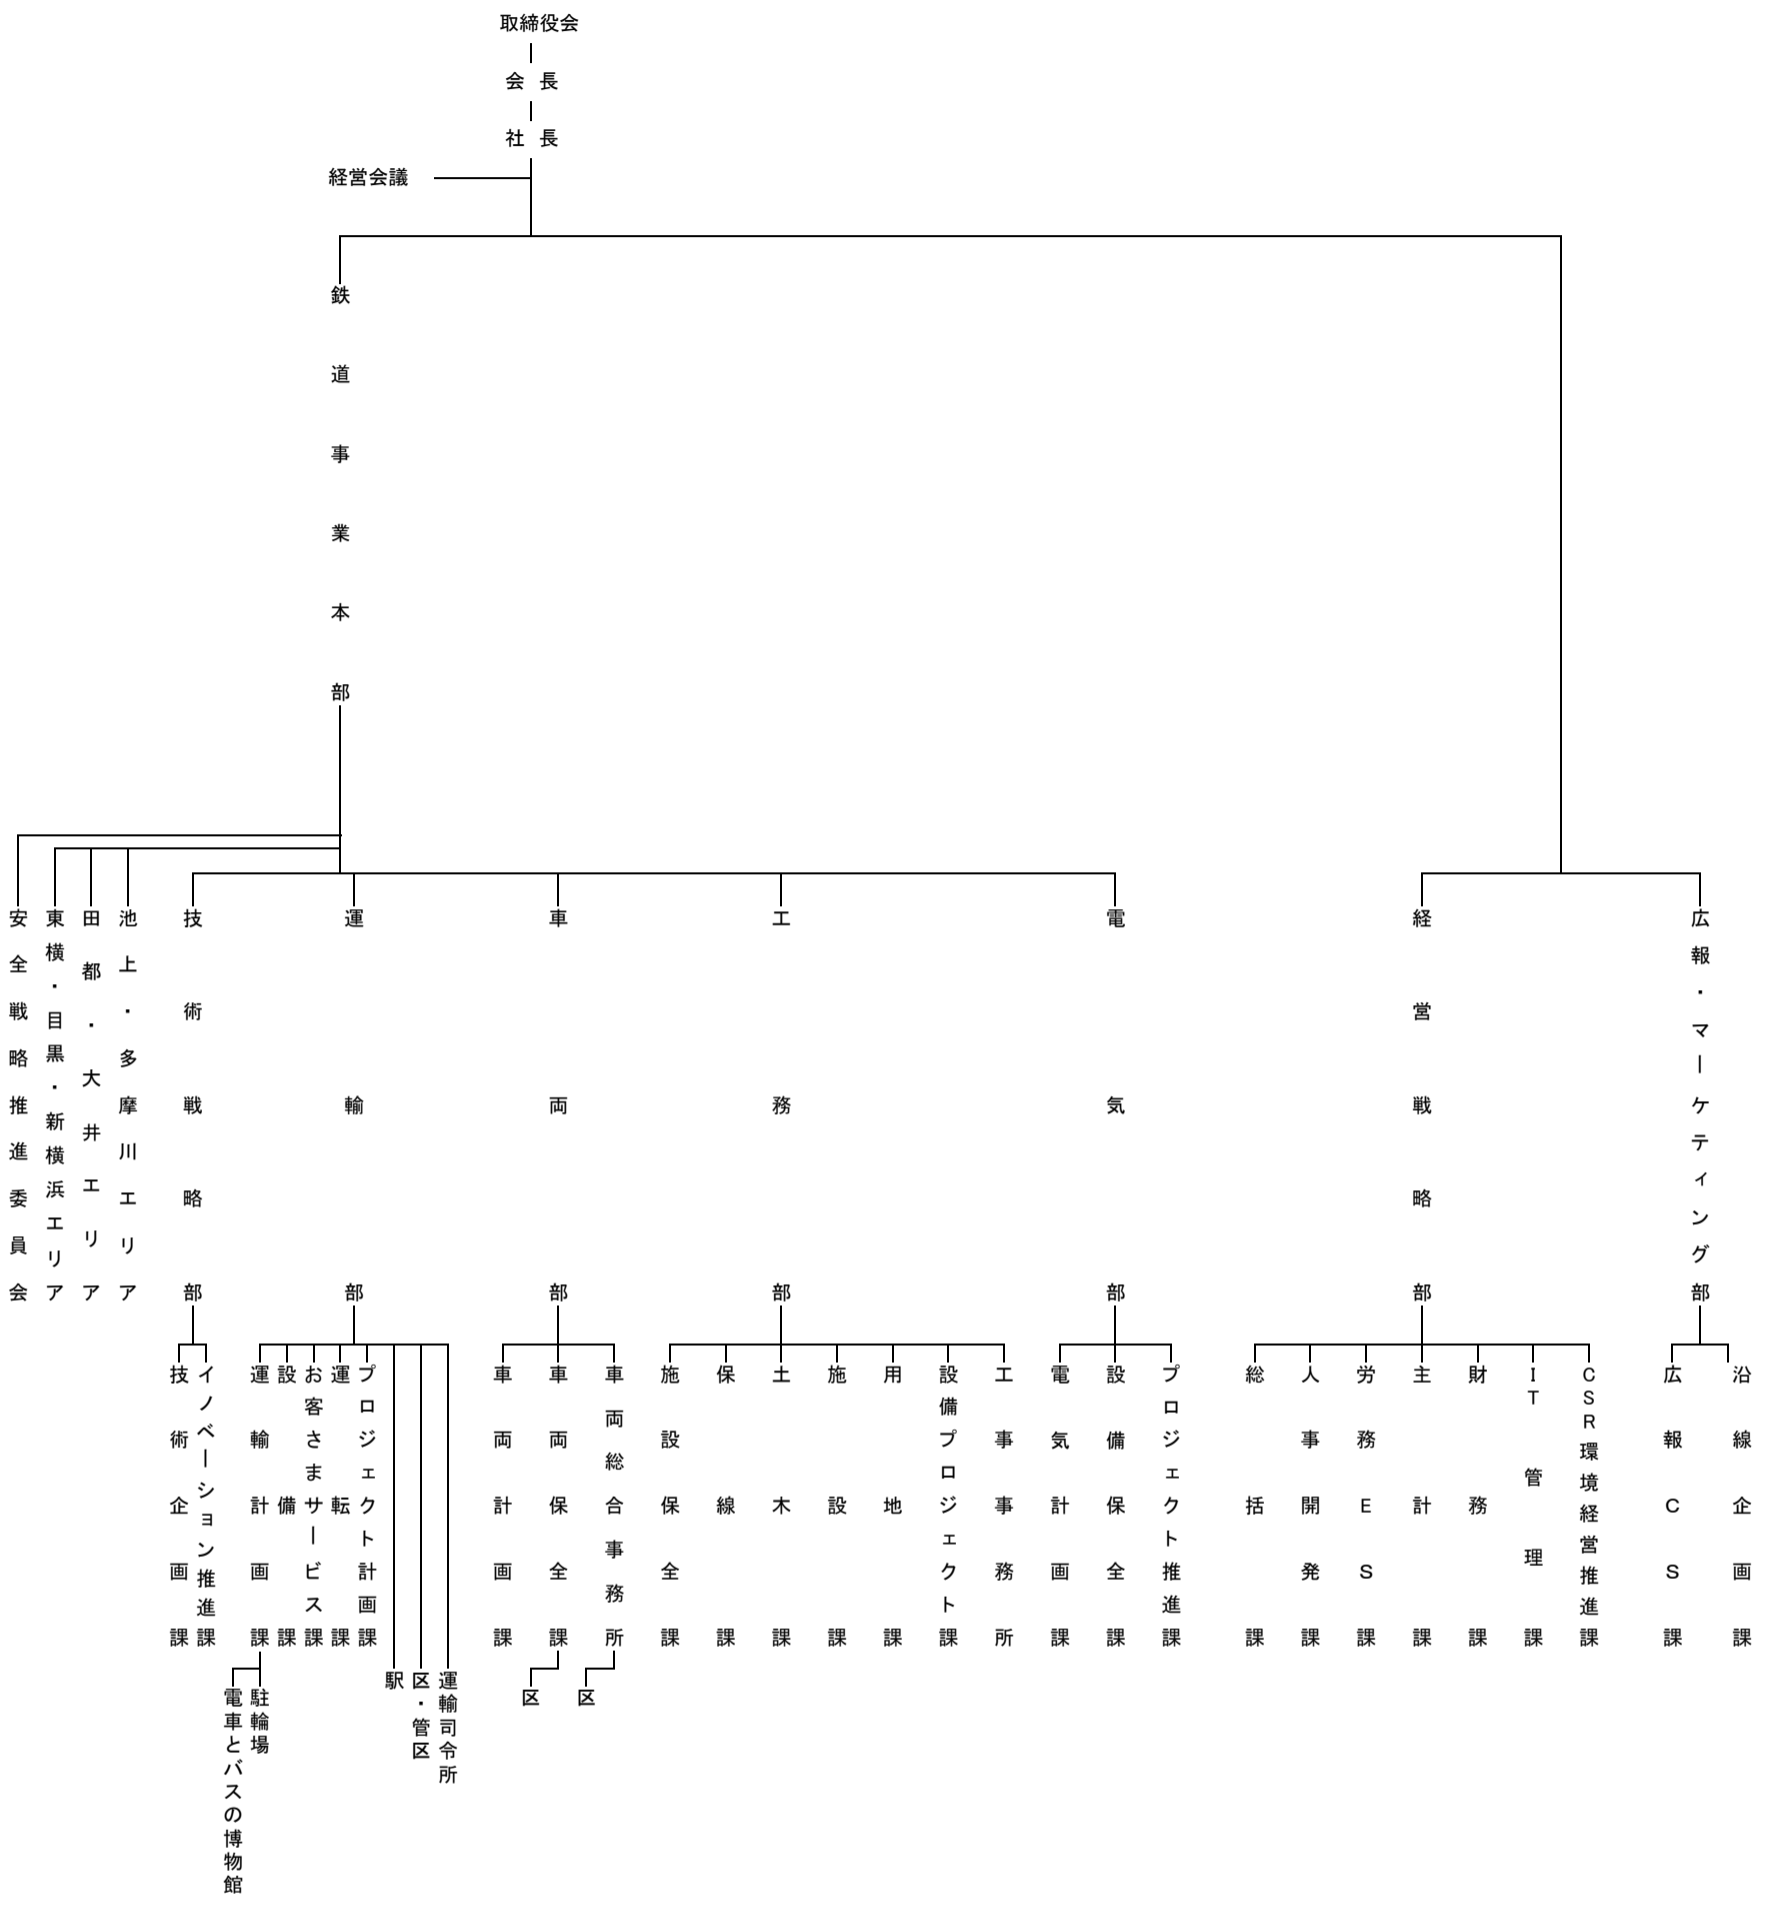 取締役会
会長
社長
経営会議
鉄道事業本部
安全戦略推進委員会
東横・目黒・新横浜エリア
田都・大井エリア
池上・多摩川エリア
技術戦略部
運輸部
車両部
工務部
電気部
経営戦略部
広報・マーケティング部
技術企画課
イノベーション推進課
運輸計画課
設備課
お客さまサービス課
運転課
プロジェクト計画課
駅
区・管区
運輸司令所
電車とバスの博物館
駐輪場
車両計画課
車両保全課
車両総合事務所
区
区
施設保全課
保線課
土木課
施設課
用地課
設備プロジェクト課
工事事務所
電気計画課
設備保全課
プロジェクト推進課
総括課
人事開発課
労務ES課
主計課
財務課
IT管理課
CSR環境経営推進課
広報CS課
沿線企画課